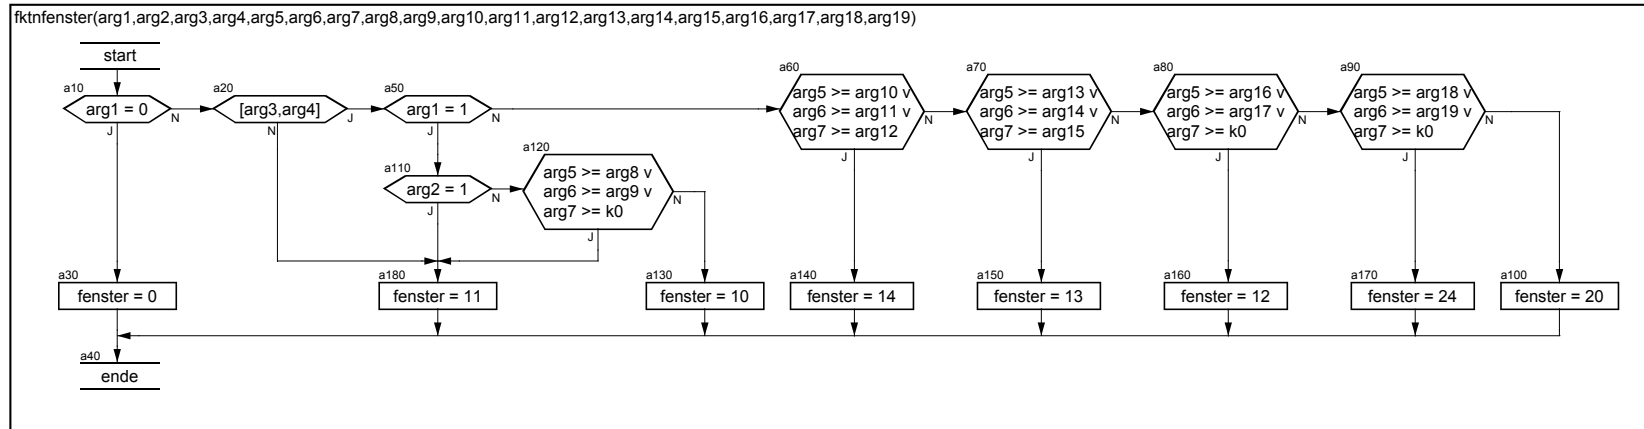 fktnfenster(arg1,arg2,arg3,arg4,arg5,arg6,arg7,arg8,arg9,arg10,arg11,arg12,arg13,arg14,arg15,arg16,arg17,arg18,arg19)
start
a10
arg1 = 0
J
N
a20
[arg3,arg4]
N
J
a50
arg1 = 1
J
N
a60
arg5 >= arg10 v
arg6 >= arg11 v
arg7 >= arg12
J
N
a70
arg5 >= arg13 v
arg6 >= arg14 v
arg7 >= arg15
J
N
a80
arg5 >= arg16 v
arg6 >= arg17 v
arg7 >= k0
J
N
a90
arg5 >= arg18 v
arg6 >= arg19 v
arg7 >= k0
J
N
a110
arg2 = 1
J
N
a120
arg5 >= arg8 v
arg6 >= arg9 v
arg7 >= k0
J
N
a30
fenster = 0
a180
fenster = 11
a130
fenster = 10
a140
fenster = 14
a150
fenster = 13
a160
fenster = 12
a170
fenster = 24
a100
fenster = 20
a40
ende